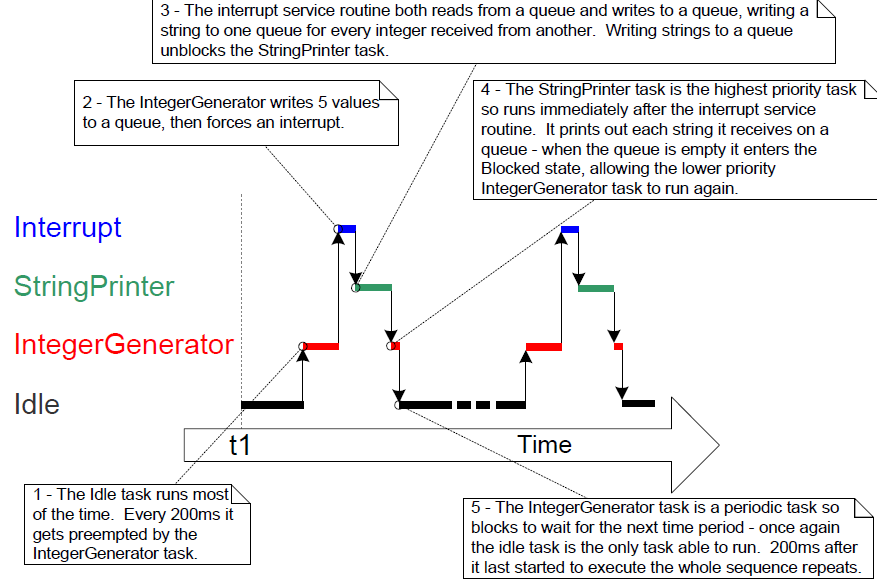 3 - The interrupt service routine both reads from a queue and writes to a queue, writing a
string to one queue for every integer received from another.  Writing strings to a queue
unblocks the StringPrinter task.
2 - The IntegerGenerator writes 5 values
to a queue, then forces an interrupt.
4 - The StringPrinter task is the highest priority task
so runs immediately after the interrupt service
routine.  It prints out each string it receives on a
queue - when the queue is empty it enters the
Blocked state, allowing the lower priority
IntegerGenerator task to run again.
Interrupt
StringPrinter
IntegerGenerator
Idle
t1
Time
1 - The Idle task runs most
of the time.  Every 200ms it
gets preempted by the
IntegerGenerator task.
5 - The IntegerGenerator task is a periodic task so
blocks to wait for the next time period - once again
the idle task is the only task able to run.  200ms after
it last started to execute the whole sequence repeats.